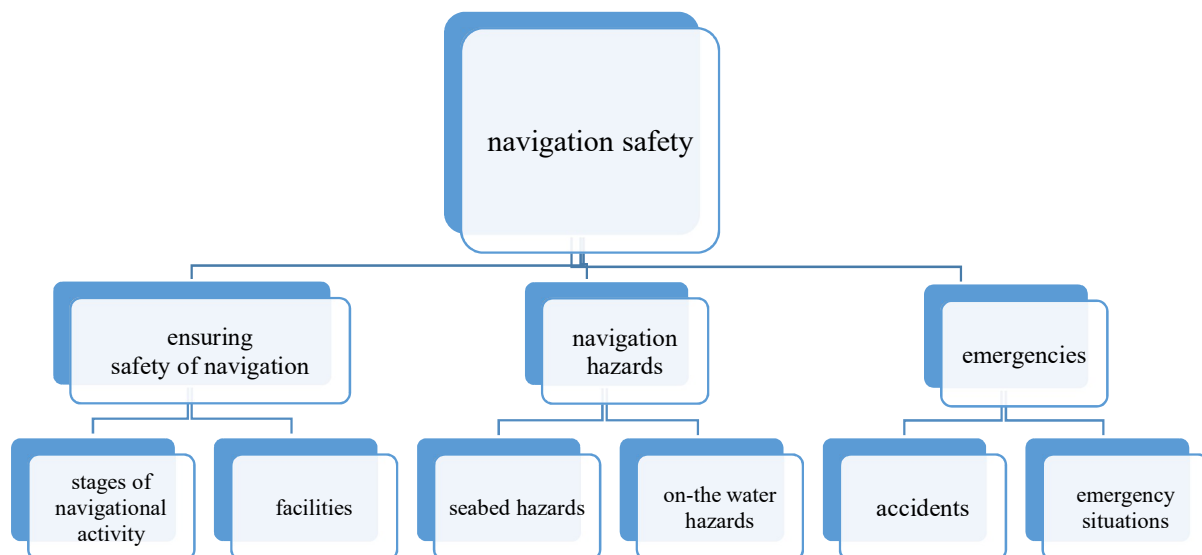 navigation safety
ensuring
safety of navigation
navigation
hazards
emergencies
stages of
navigational
activity
facilities
seabed hazards
on-the water
hazards
accidents
emergency
situations